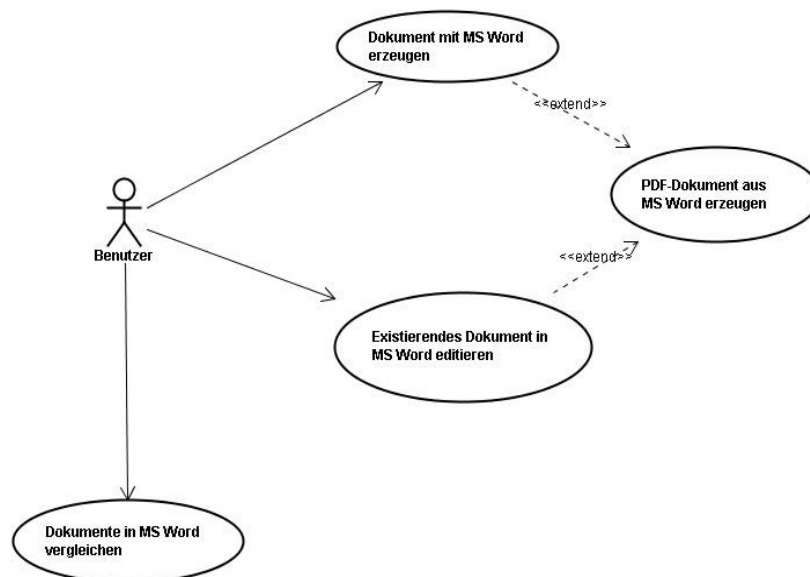 Dokument mit MS Word
erzeugen
<<extend>>
PDF-Dokument aus
MS Word erzeugen
Benutzer
<<extend>>
Existierendes Dokument in
MS Word editieren
Dokumente in MS Word
vergleichen